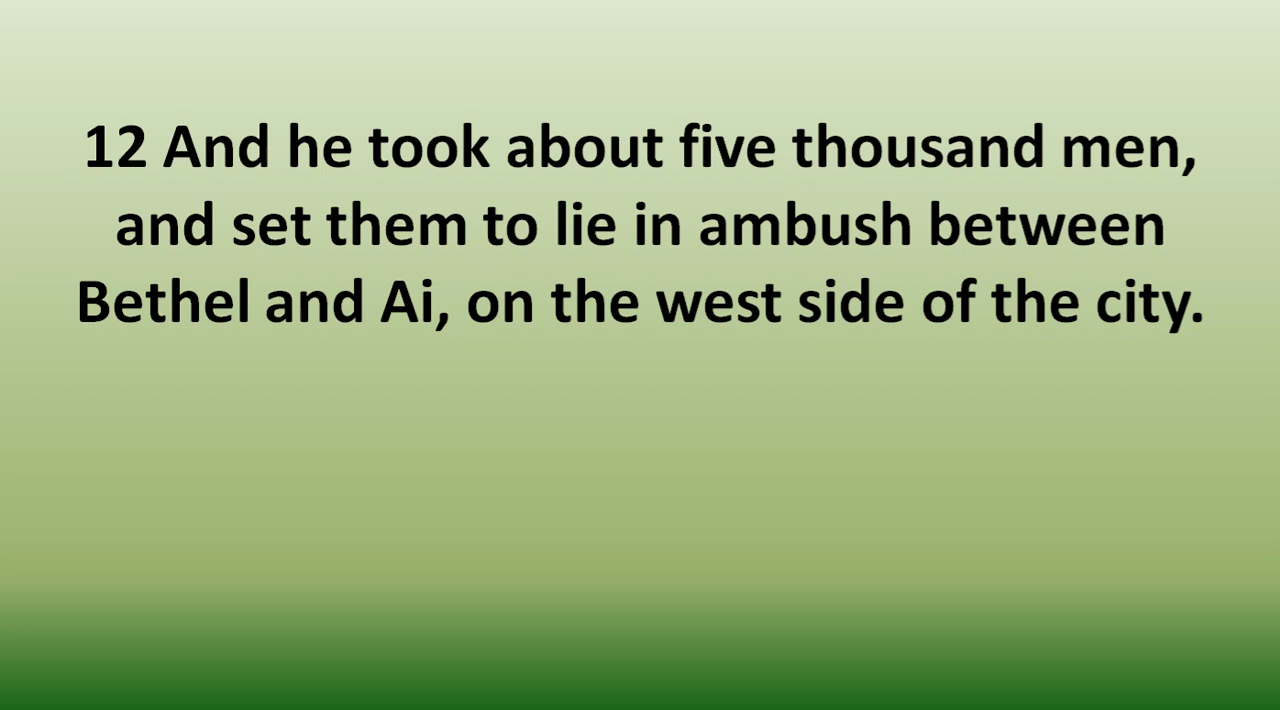 12 And he took about five thousand men,
and set them to lie in ambush between
Bethel and Ai, on the west side of the city.